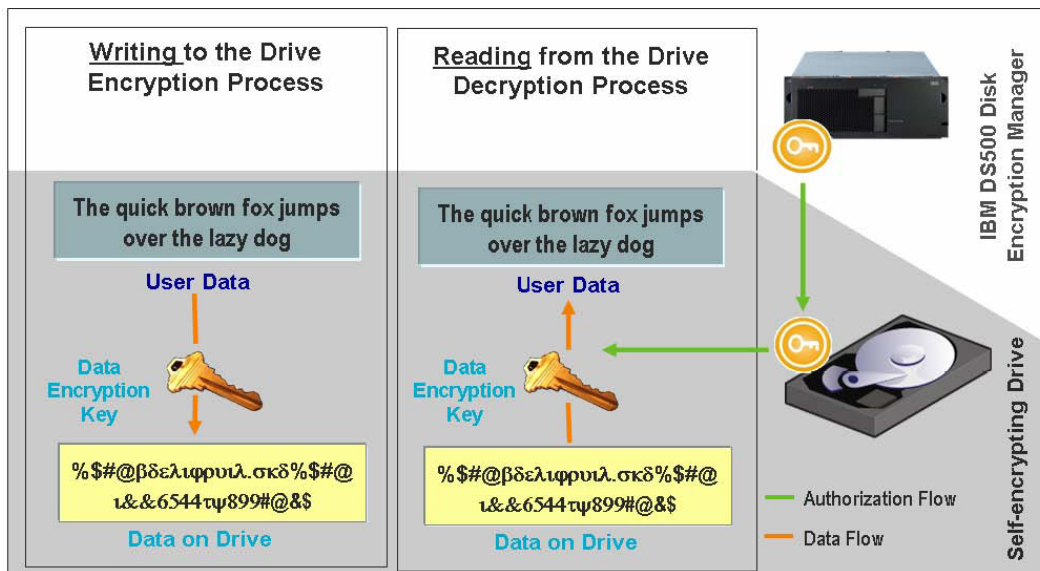 Writing to the Drive
Encryption Process
The quick brown fox jumps
over the lazy dog
User Data
Data
Encryption
Key
%$#@βδελιφρυιλ.σκδ%$#@
ι&&6544τψ899#@&$
Data on Drive
Reading from the Drive
Decryption Process
The quick brown fox jumps
over the lazy dog
User Data
Data
Encryption
Key
%$#@βδελιφρυιλ.σκδ%$#@
ι&&6544τψ899#@&$
Data on Drive
IBM DS500 Disk
Encryption Manager
Self-encrypting Drive
Authorization Flow
Data Flow